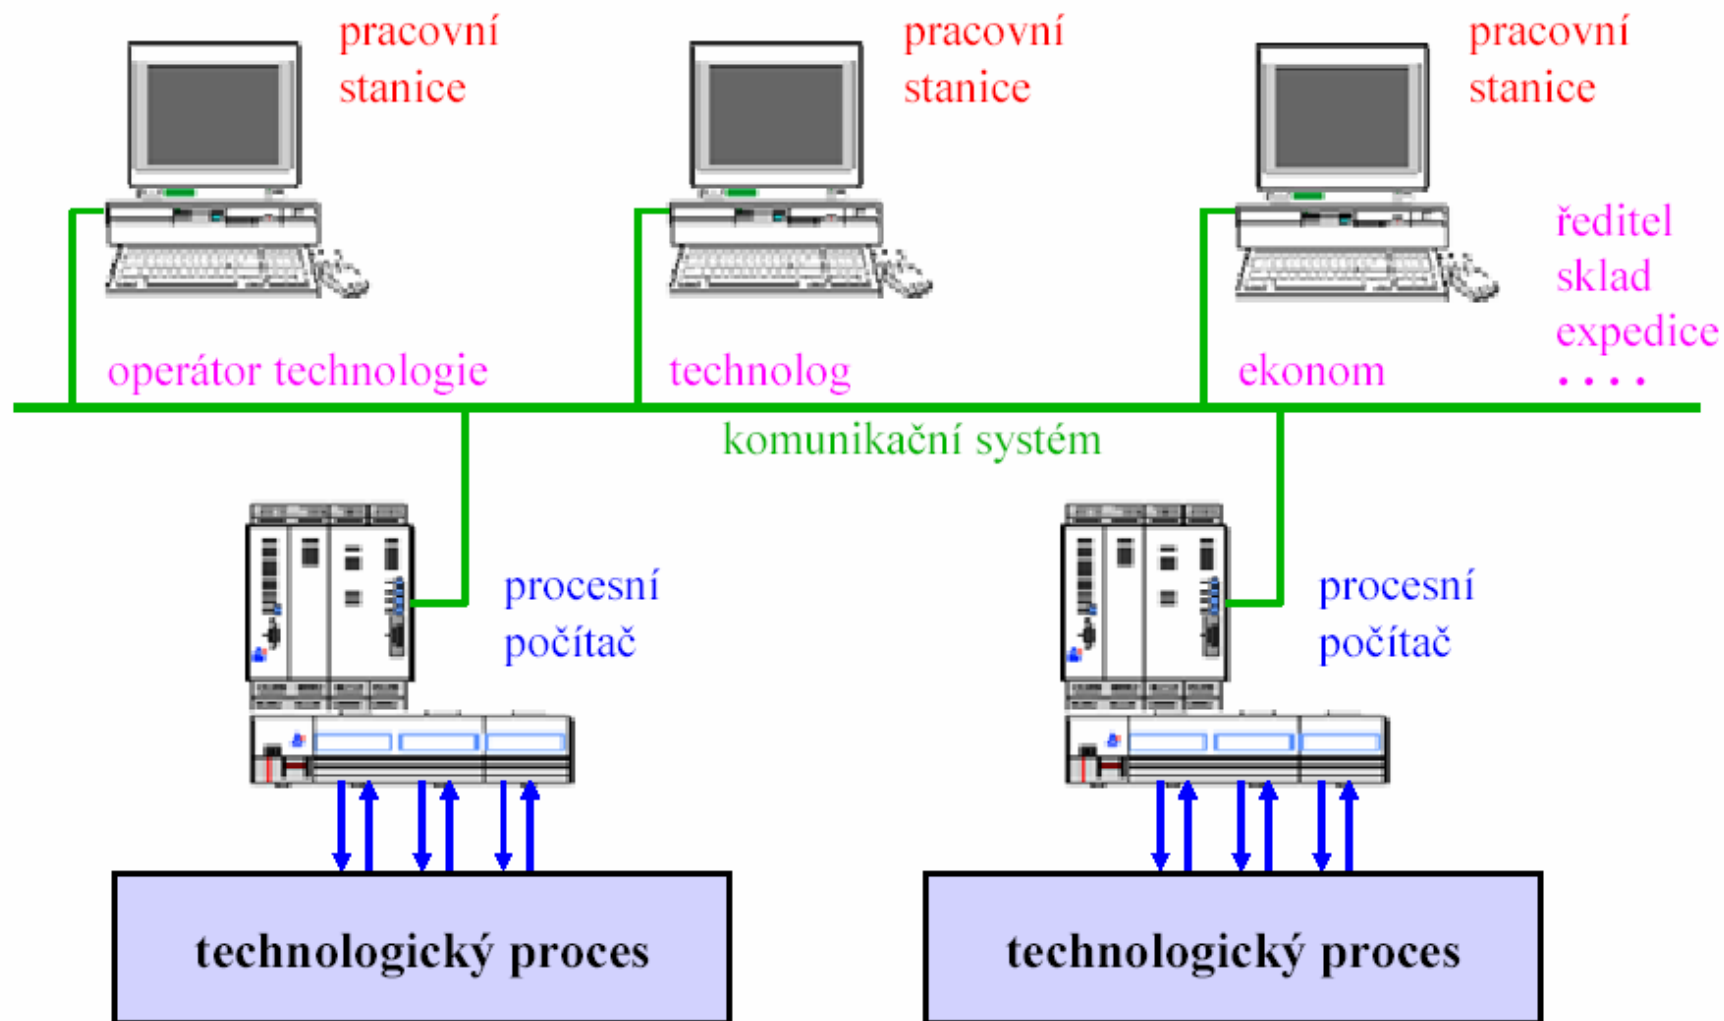 pracovní
stanice
pracovní
stanice
pracovní
stanice
ředitel
sklad
expedice
. . . .
operátor technologie
technolog
ekonom
komunikační systém
procesní
počítač
procesní
počítač
technologický proces
technologický proces